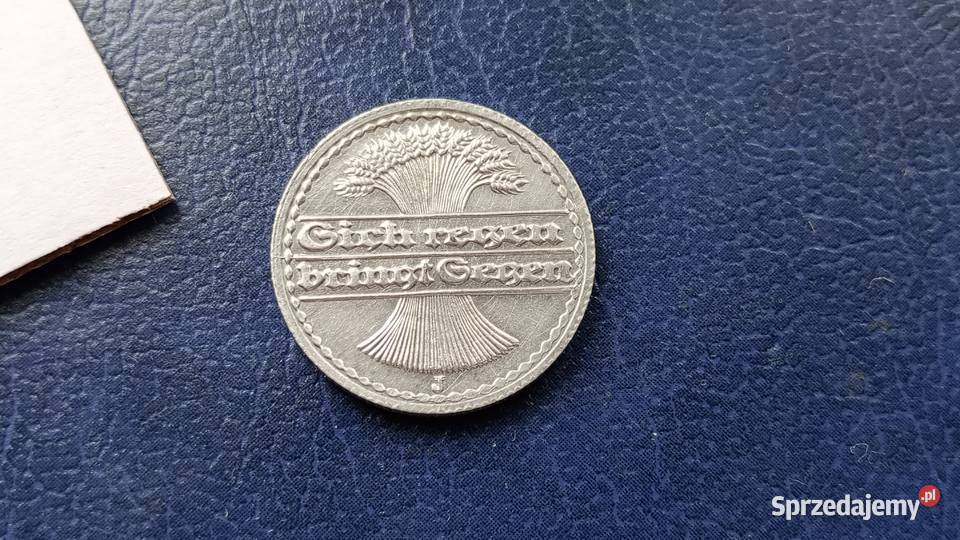 Sich regen
bringt Segen
J
Sprzedajemy.pl